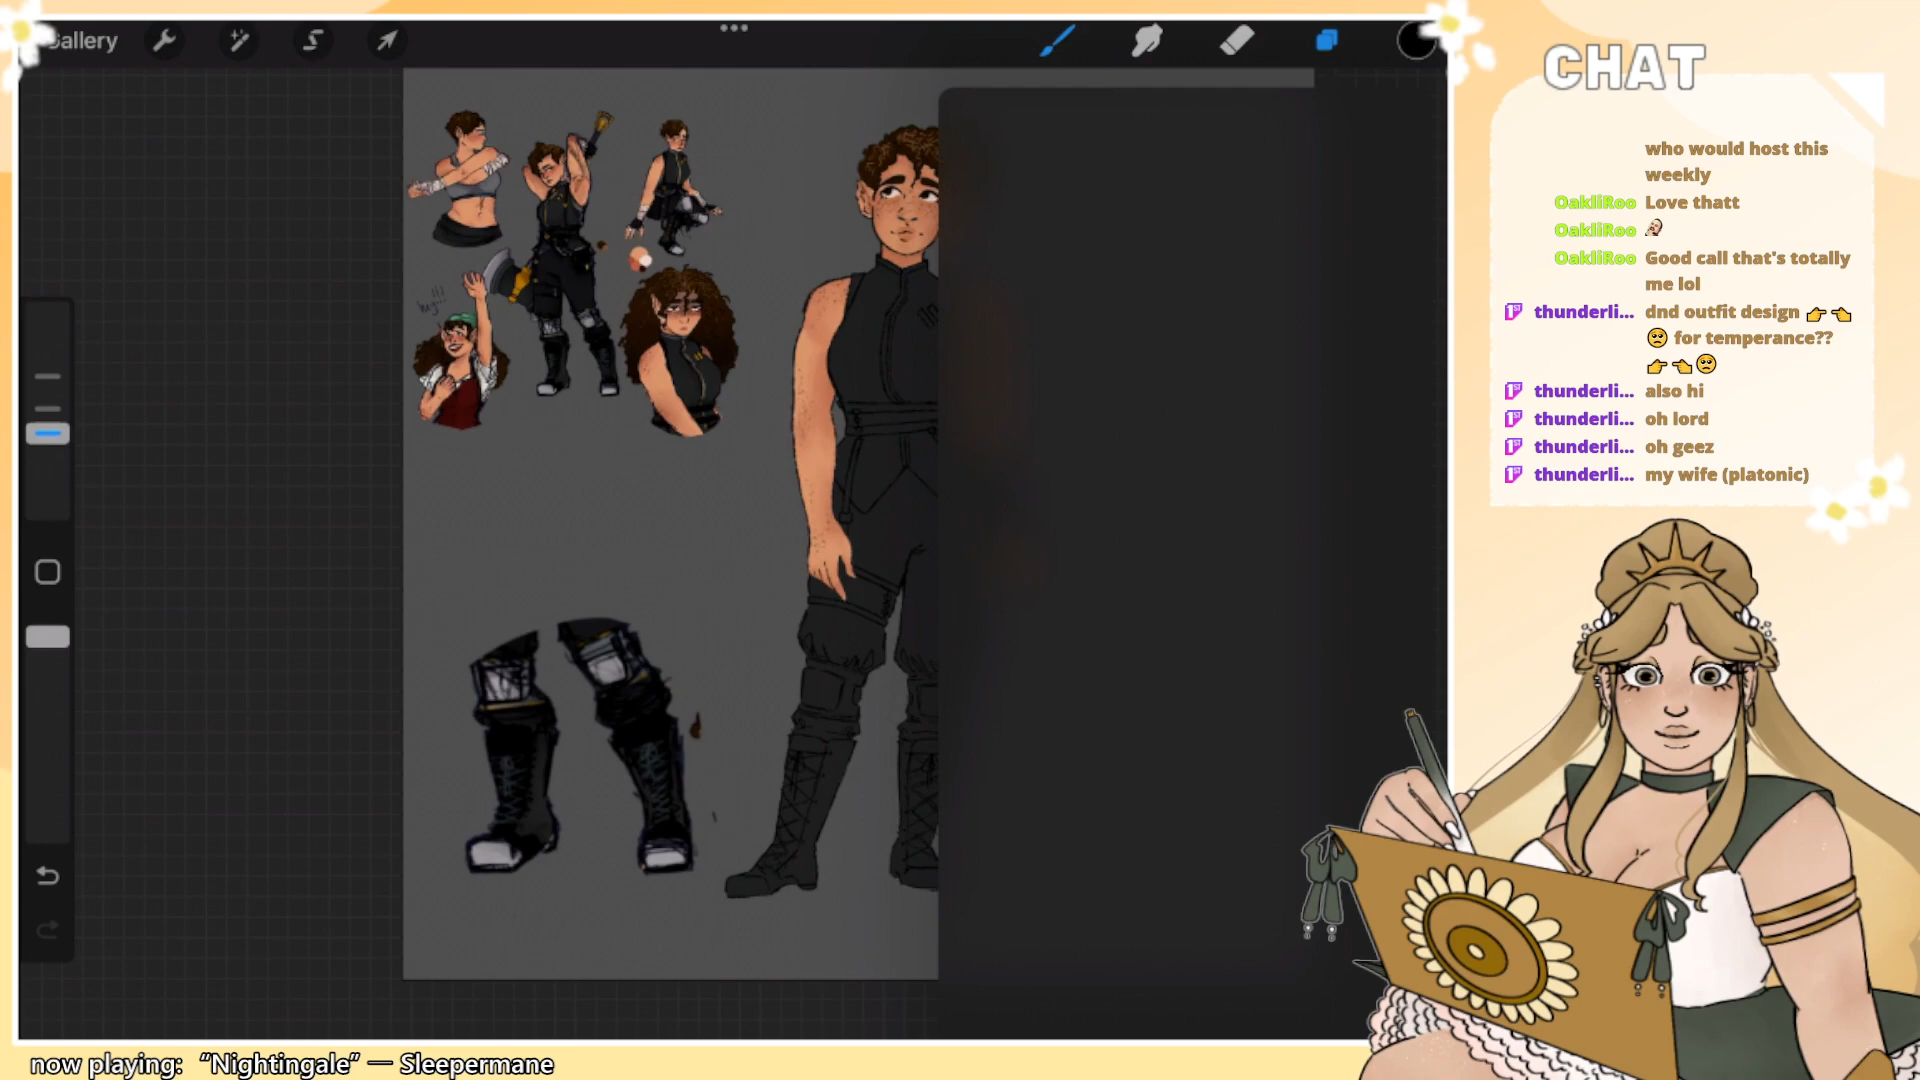 Gallery
CHAT
who would host this
weekly
OakliRoo Love thatt
OakliRoo
OakliRoo Good call that's totally
me lol
thunderli... dnd outfit design 👉👈
🥺 for temperance??
👉👈🥺
thunderli... also hi
thunderli... oh lord
thunderli... oh geez
thunderli... my wife (platonic)
hey!!
now playing: “Nightingale” — Sleepermane